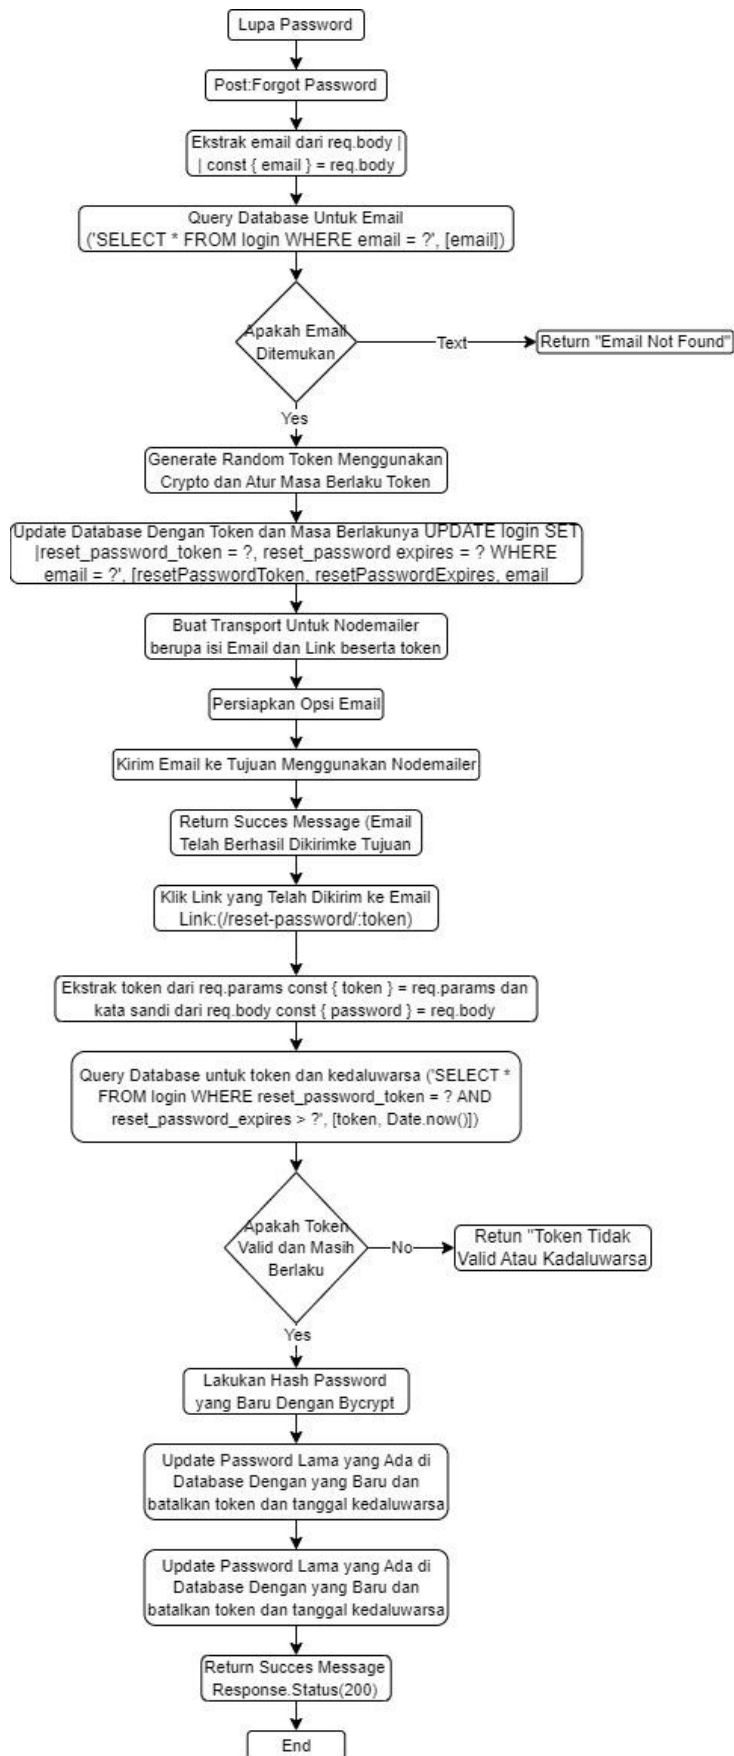 Lupa Password
Post:Forgot Password
Ekstrak email dari req.body |
| const { email } = req.body
Query Database Untuk Email
('SELECT * FROM login WHERE email = ?', [email])
Apakah Email
Ditemukan
Text
Return "Email Not Found"
Yes
Generate Random Token Menggunakan
Crypto dan Atur Masa Berlaku Token
Update Database Dengan Token dan Masa Berlakunya UPDATE login SET
|reset_password_token = ?, reset_password expires = ? WHERE
email = ?', [resetPasswordToken, resetPasswordExpires, email
Buat Transport Untuk Nodemailer
berupa isi Email dan Link beserta token
Persiapkan Opsi Email
Kirim Email ke Tujuan Menggunakan Nodemailer
Return Succes Message (Email
Telah Berhasil Dikirimke Tujuan
Klik Link yang Telah Dikirim ke Email
Link:(/reset-password/:token)
Ekstrak token dari req.params const { token } = req.params dan
kata sandi dari req.body const { password } = req.body
Query Database untuk token dan kedaluwarsa ('SELECT *
FROM login WHERE reset_password_token = ? AND
reset_password_expires > ?', [token, Date.now()])
Apakah Token
Valid dan Masih
Berlaku
No
Retun "Token Tidak
Valid Atau Kadaluwarsa
Yes
Lakukan Hash Password
yang Baru Dengan Bycrypt
Update Password Lama yang Ada di
Database Dengan yang Baru dan
batalkan token dan tanggal kedaluwarsa
Update Password Lama yang Ada di
Database Dengan yang Baru dan
batalkan token dan tanggal kedaluwarsa
Return Succes Message
Response.Status(200)
End